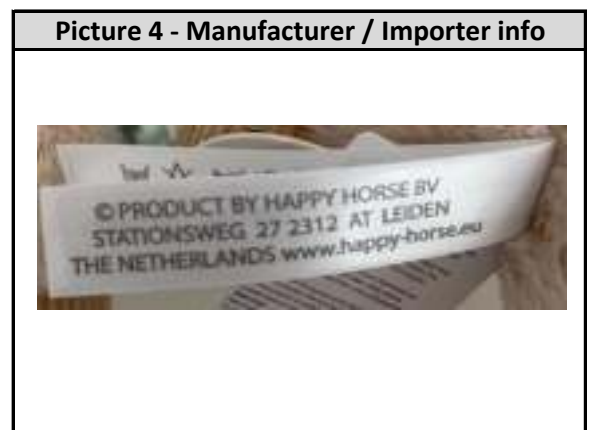 Picture 4 - Manufacturer / Importer info
© PRODUCT BY HAPPY HORSE BV
STATIONSWEG 27 2312 AT LEIDEN
THE NETHERLANDS www.happy-horse.eu